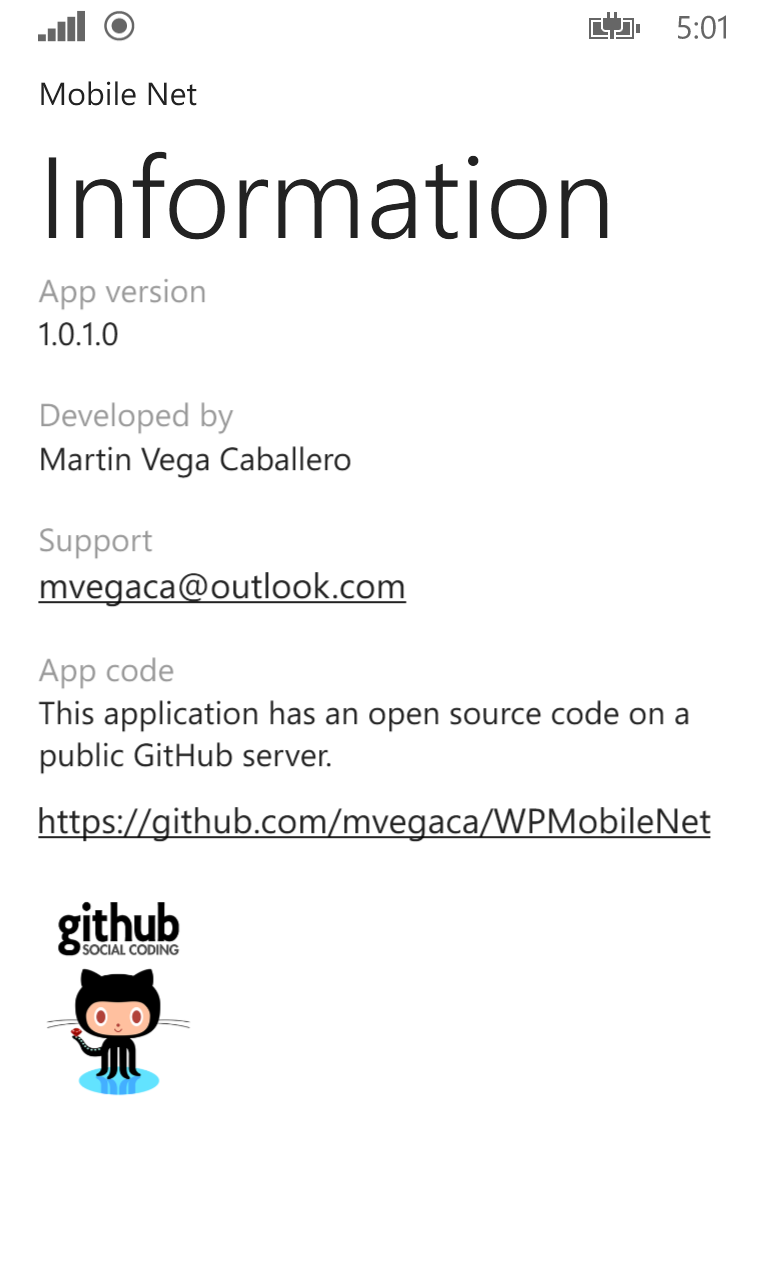 5:01
Mobile Net
Information
App version
1.0.1.0
Developed by
Martin Vega Caballero
Support
mvegaca@outlook.com
App code
This application has an open source code on a
public GitHub server.
https://github.com/mvegaca/WPMobileNet
github
SOCIAL CODING